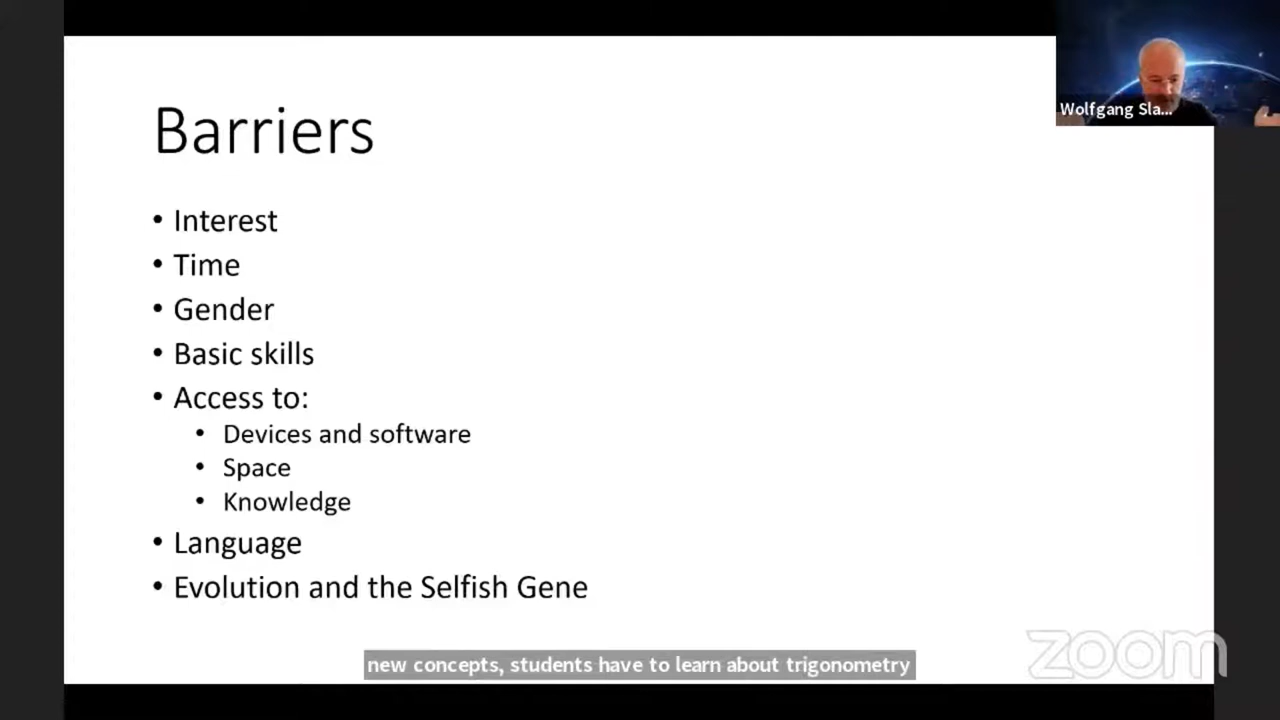 Barriers
Wolfgang Sla...
• Interest
• Time
• Gender
• Basic skills
• Access to:
• Devices and software
• Space
• Knowledge
• Language
• Evolution and the Selfish Gene
new concepts, students have to learn about trigonometry
zoom